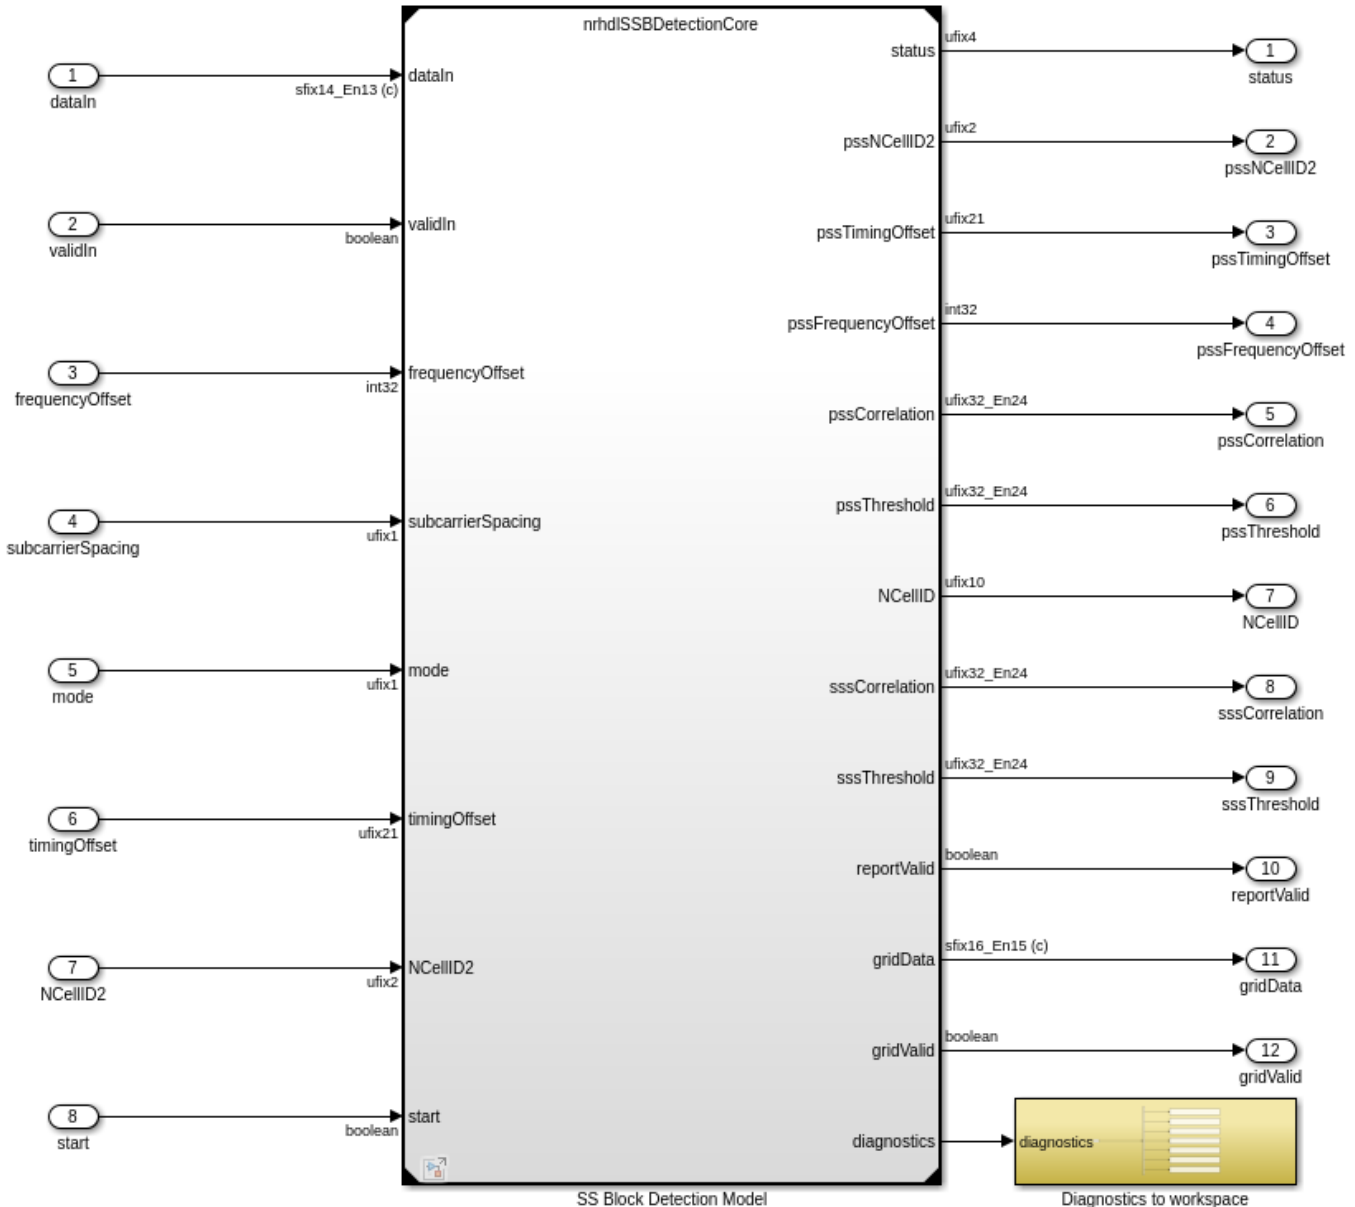 nrhdlSSBDetectionCore
1
dataIn
sfix14_En13 (c)
dataIn
2
validIn
boolean
validIn
3
frequencyOffset
int32
frequencyOffset
4
subcarrierSpacing
ufix1
subcarrierSpacing
5
mode
ufix1
mode
6
timingOffset
ufix21
timingOffset
7
NCellID2
ufix2
NCellID2
8
start
boolean
start
status
ufix4
1
status
pssNCellID2
ufix2
2
pssNCellID2
pssTimingOffset
ufix21
3
pssTimingOffset
pssFrequencyOffset
int32
4
pssFrequencyOffset
pssCorrelation
ufix32_En24
5
pssCorrelation
pssThreshold
ufix32_En24
6
pssThreshold
NCellID
ufix10
7
NCellID
sssCorrelation
ufix32_En24
8
sssCorrelation
sssThreshold
ufix32_En24
9
sssThreshold
reportValid
boolean
10
reportValid
gridData
sfix16_En15 (c)
11
gridData
gridValid
boolean
12
gridValid
diagnostics
diagnostics
SS Block Detection Model
Diagnostics to workspace